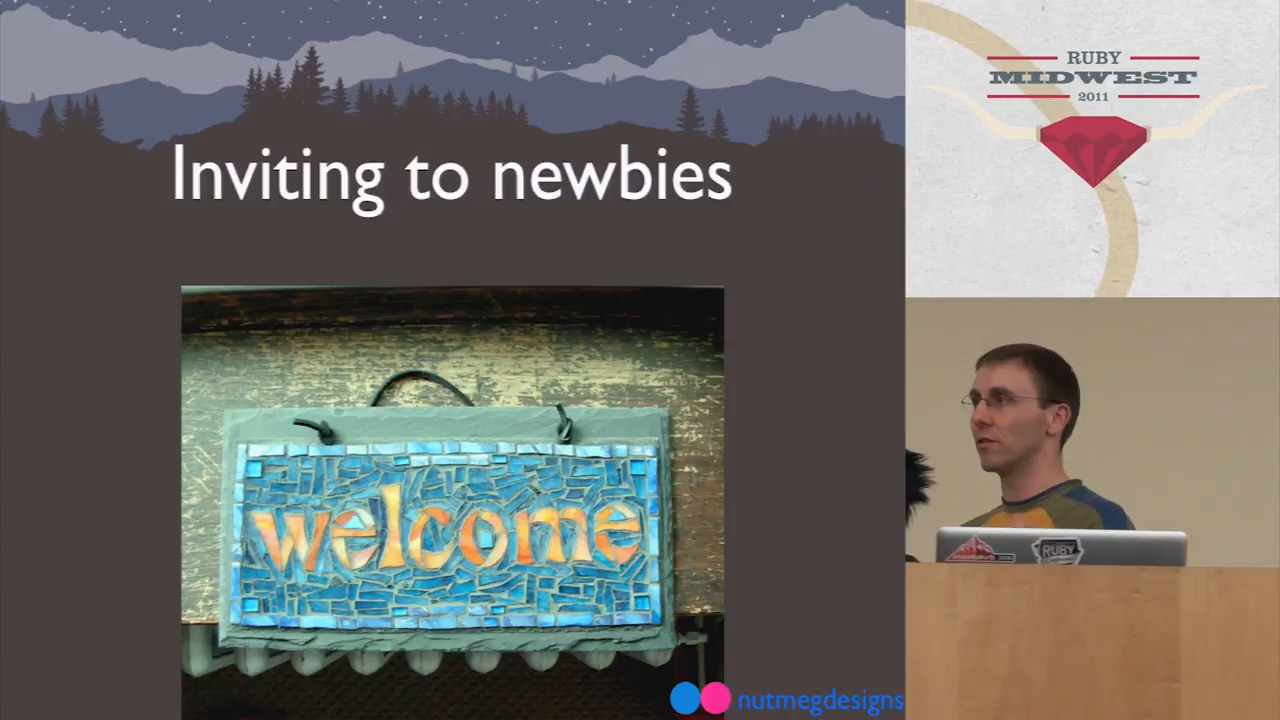 Inviting to newbies
welcome
nutmegdesigns
RUBY
MIDWEST
2011
RUBY